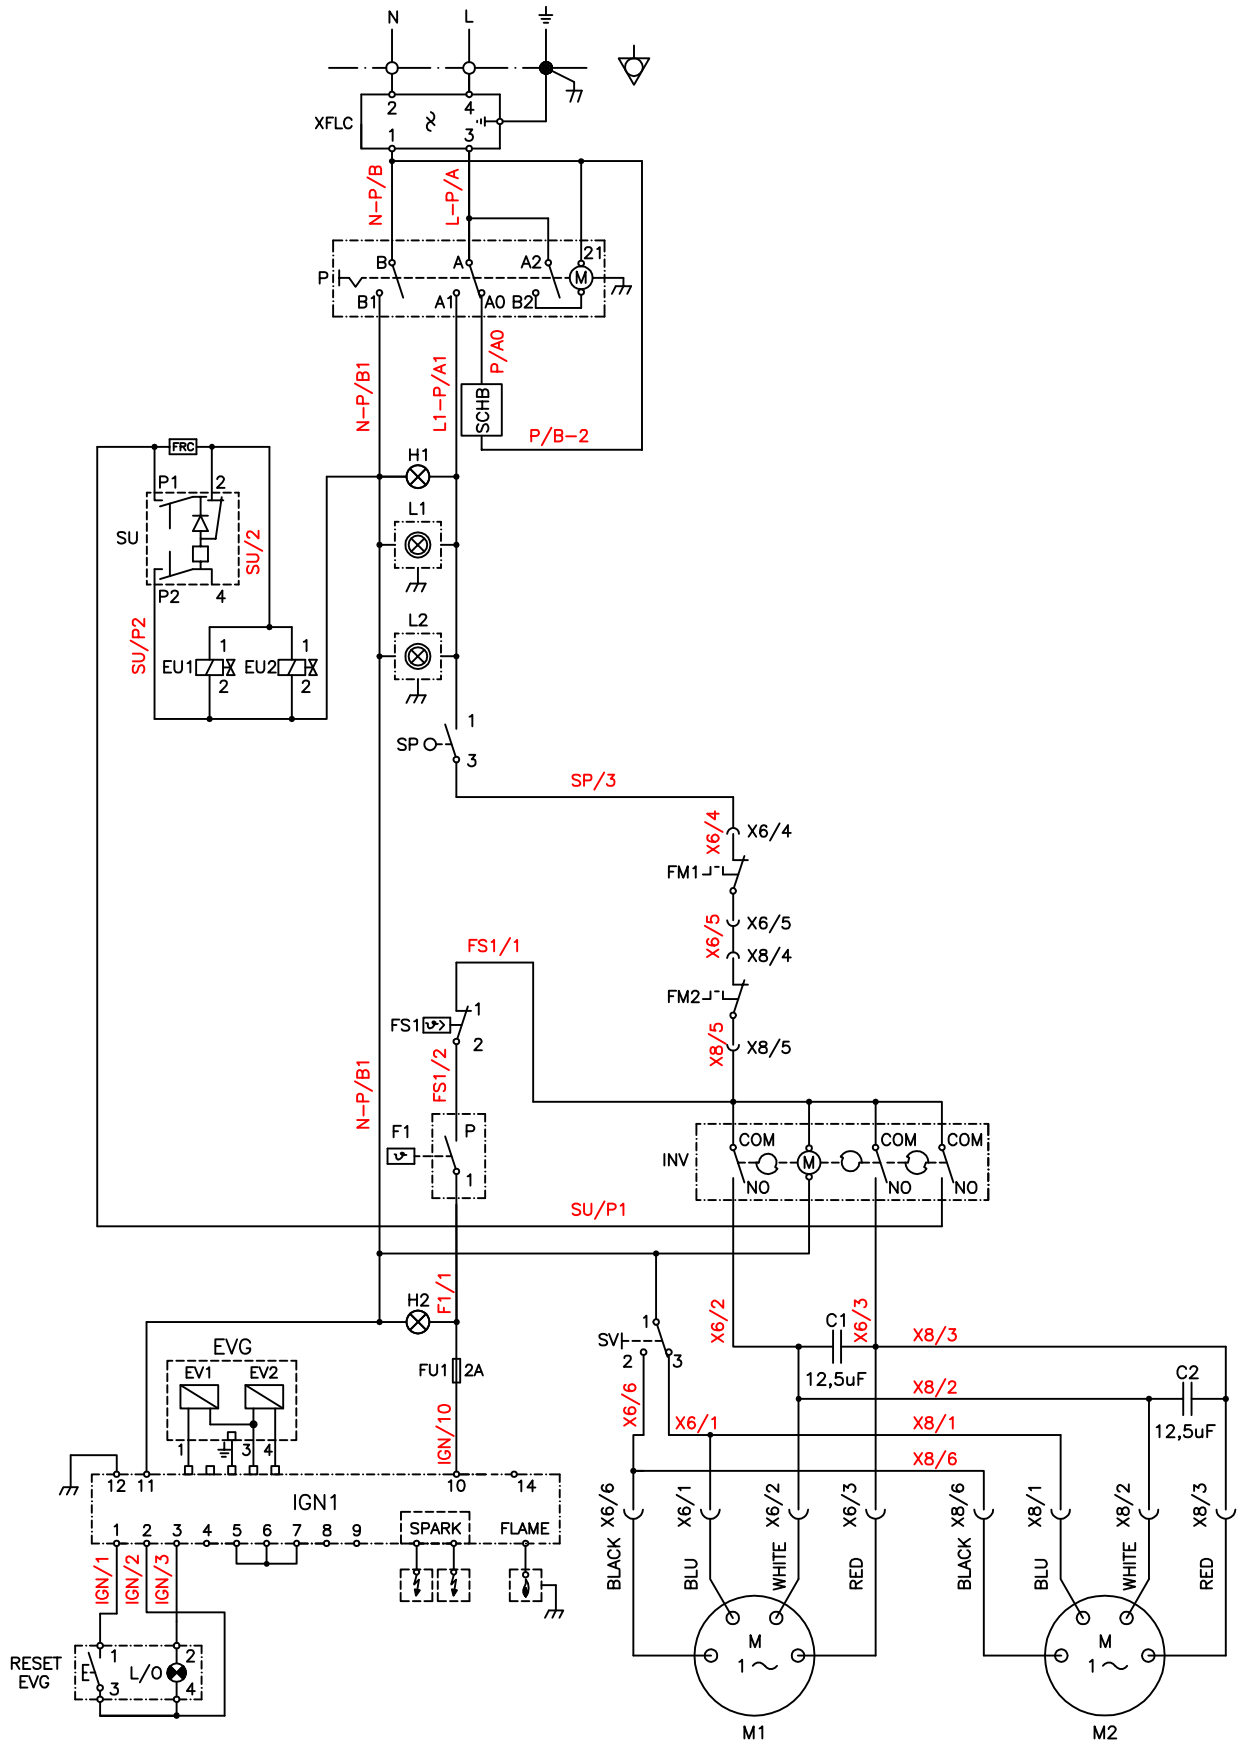 N L
2 4
XFLC
1 3
N-P/B L-P/A
21
B A A2
P M
B1 A1 A0 B2
N-P/B1 L1-P/A1 P/A0
SCHB
P/B-2
FRC
H1
P1 2
L1
SU
SU/2
P2 4
L2
SU/P2
1 1
EU1 EU2
2 2
1
SP
3
SP/3
X6/4
X6/4
FM1
X6/5
X6/5
X8/4
FM2
X8/5
X8/5
FS1/1
1
FS1
2
FS1/2
N-P/B1
F1 P
1
COM COM COM
INV M
NO NO NO
SU/P1
F1/1
H2
1
SV
2 3
X6/2 C1 X6/3
X8/3
12,5uF
X8/2
C2
12,5uF
EVG
EV1 EV2
FU1 2A
X6/6
X6/1
X8/1
X8/6
1 3 4
IGN/10
12 11 10 14
IGN1
1 2 3 4 5 6 7 8 9
SPARK FLAME
X6/6 X6/1 X6/2 X6/3 X8/6 X8/1 X8/2 X8/3
BLACK BLU WHITE RED BLACK BLU WHITE RED
IGN/1 IGN/2 IGN/3
RESET
EVG
1 2
E L/O
3 4
M
1
M
1
M1 M2